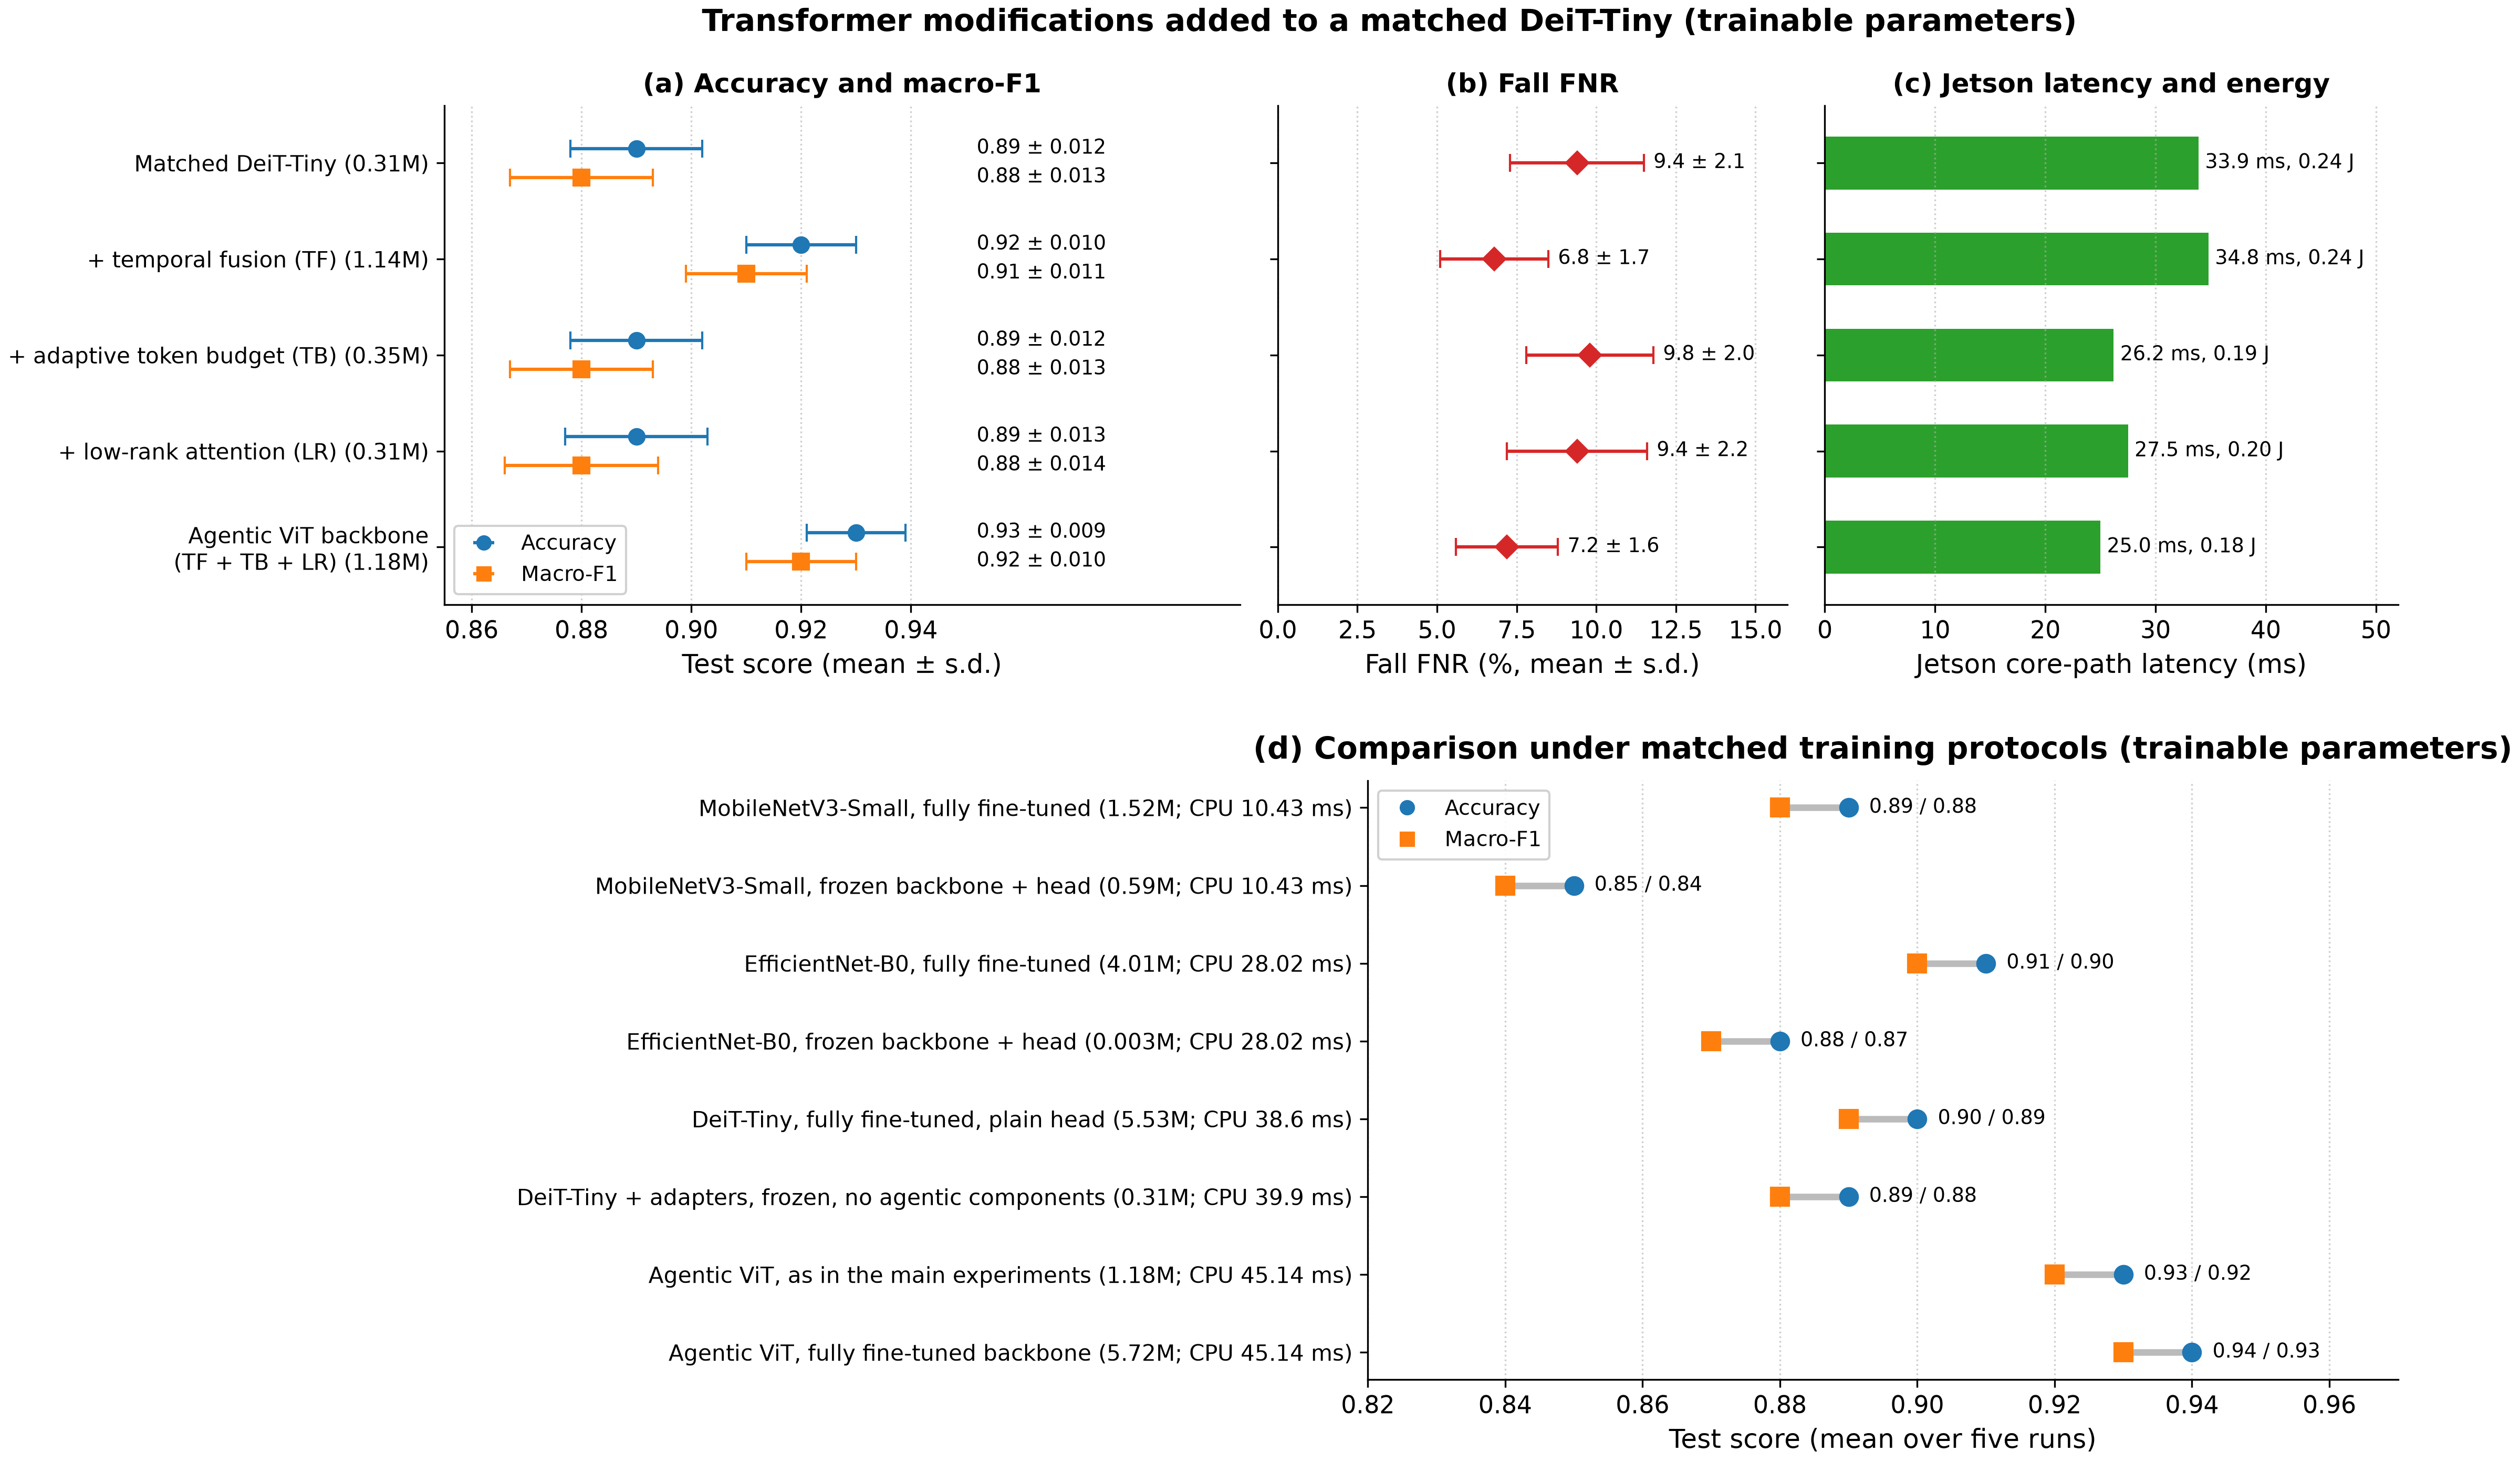 Transformer modifications added to a matched DeiT-Tiny (trainable parameters)
(a) Accuracy and macro-F1
Matched DeiT-Tiny (0.31M)
+ temporal fusion (TF) (1.14M)
+ adaptive token budget (TB) (0.35M)
+ low-rank attention (LR) (0.31M)
Agentic ViT backbone
(TF + TB + LR) (1.18M)
0.89 ± 0.012
0.88 ± 0.013
0.92 ± 0.010
0.91 ± 0.011
0.89 ± 0.012
0.88 ± 0.013
0.89 ± 0.013
0.88 ± 0.014
0.93 ± 0.009
0.92 ± 0.010
Accuracy
Macro-F1
0.86 0.88 0.90 0.92 0.94
Test score (mean ± s.d.)
(b) Fall FNR
9.4 ± 2.1
6.8 ± 1.7
9.8 ± 2.0
9.4 ± 2.2
7.2 ± 1.6
0.0 2.5 5.0 7.5 10.0 12.5 15.0
Fall FNR (%, mean ± s.d.)
(c) Jetson latency and energy
33.9 ms, 0.24 J
34.8 ms, 0.24 J
26.2 ms, 0.19 J
27.5 ms, 0.20 J
25.0 ms, 0.18 J
0 10 20 30 40 50
Jetson core-path latency (ms)
(d) Comparison under matched training protocols (trainable parameters)
Accuracy
Macro-F1
MobileNetV3-Small, fully fine-tuned (1.52M; CPU 10.43 ms) 0.89 / 0.88
MobileNetV3-Small, frozen backbone + head (0.59M; CPU 10.43 ms) 0.85 / 0.84
EfficientNet-B0, fully fine-tuned (4.01M; CPU 28.02 ms) 0.91 / 0.90
EfficientNet-B0, frozen backbone + head (0.003M; CPU 28.02 ms) 0.88 / 0.87
DeiT-Tiny, fully fine-tuned, plain head (5.53M; CPU 38.6 ms) 0.90 / 0.89
DeiT-Tiny + adapters, frozen, no agentic components (0.31M; CPU 39.9 ms) 0.89 / 0.88
Agentic ViT, as in the main experiments (1.18M; CPU 45.14 ms) 0.93 / 0.92
Agentic ViT, fully fine-tuned backbone (5.72M; CPU 45.14 ms) 0.94 / 0.93
0.82 0.84 0.86 0.88 0.90 0.92 0.94 0.96
Test score (mean over five runs)